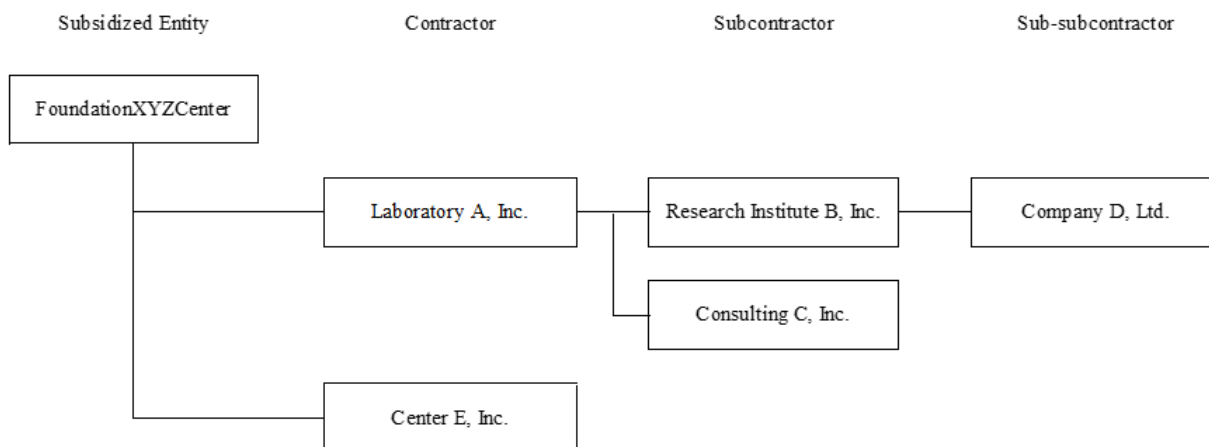 Subsidized Entity
Contractor
Subcontractor
Sub-subcontractor
FoundationXYZCenter
Laboratory A, Inc.
Research Institute B, Inc.
Company D, Ltd.
Consulting C, Inc.
Center E, Inc.